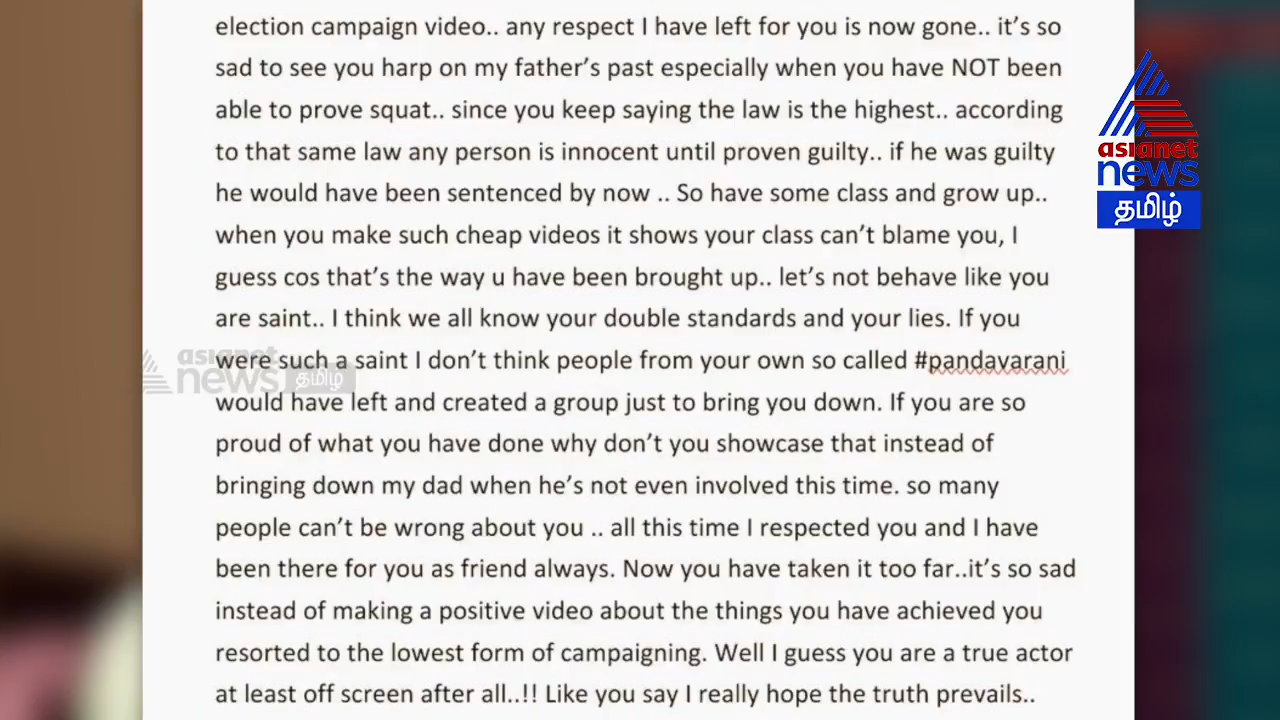 election campaign video.. any respect I have left for you is now gone.. it’s so
sad to see you harp on my father’s past especially when you have NOT been
able to prove squat.. since you keep saying the law is the highest.. according
to that same law any person is innocent until proven guilty.. if he was guilty
he would have been sentenced by now .. So have some class and grow up..
when you make such cheap videos it shows your class can’t blame you, I
guess cos that’s the way u have been brought up.. let’s not behave like you
are saint.. I think we all know your double standards and your lies. If you
were such a saint I don’t think people from your own so called #pandavarani
would have left and created a group just to bring you down. If you are so
proud of what you have done why don’t you showcase that instead of
bringing down my dad when he’s not even involved this time. so many
people can’t be wrong about you .. all this time I respected you and I have
been there for you as friend always. Now you have taken it too far..it’s so sad
instead of making a positive video about the things you have achieved you
resorted to the lowest form of campaigning. Well I guess you are a true actor
at least off screen after all..!! Like you say I really hope the truth prevails..
asianet
news
தமிழ்
asianet
news தமிழ்